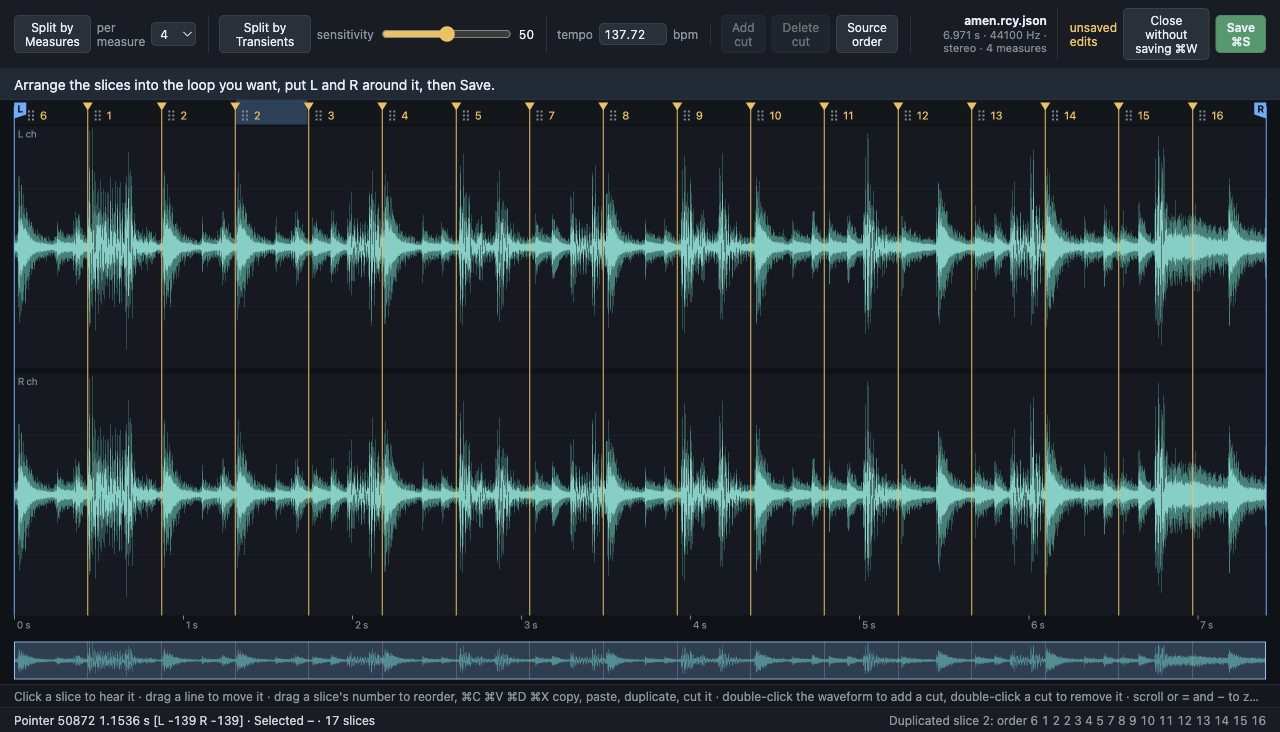 Split by
Measures
per
measure
4
Split by
Transients
sensitivity
50
tempo
137.72
bpm
Add
cut
Delete
cut
Source
order
amen.rcy.json
6.971 s · 44100 Hz ·
stereo · 4 measures
unsaved
edits
Close
without
saving ⌘W
Save
⌘S
Arrange the slices into the loop you want, put L and R around it, then Save.
L 6 1 2 2 3 4 5 7 8 9 10 11 12 13 14 15 16 R
L ch
R ch
0 s 1 s 2 s 3 s 4 s 5 s 6 s 7 s
Click a slice to hear it · drag a line to move it · drag a slice's number to reorder, ⌘C ⌘V ⌘D ⌘X copy, paste, duplicate, cut it · double-click the waveform to add a cut, double-click a cut to remove it · scroll or = and − to z...
Pointer 50872 1.1536 s [L -139 R -139] · Selected – · 17 slices
Duplicated slice 2: order 6 1 2 2 3 4 5 7 8 9 10 11 12 13 14 15 16